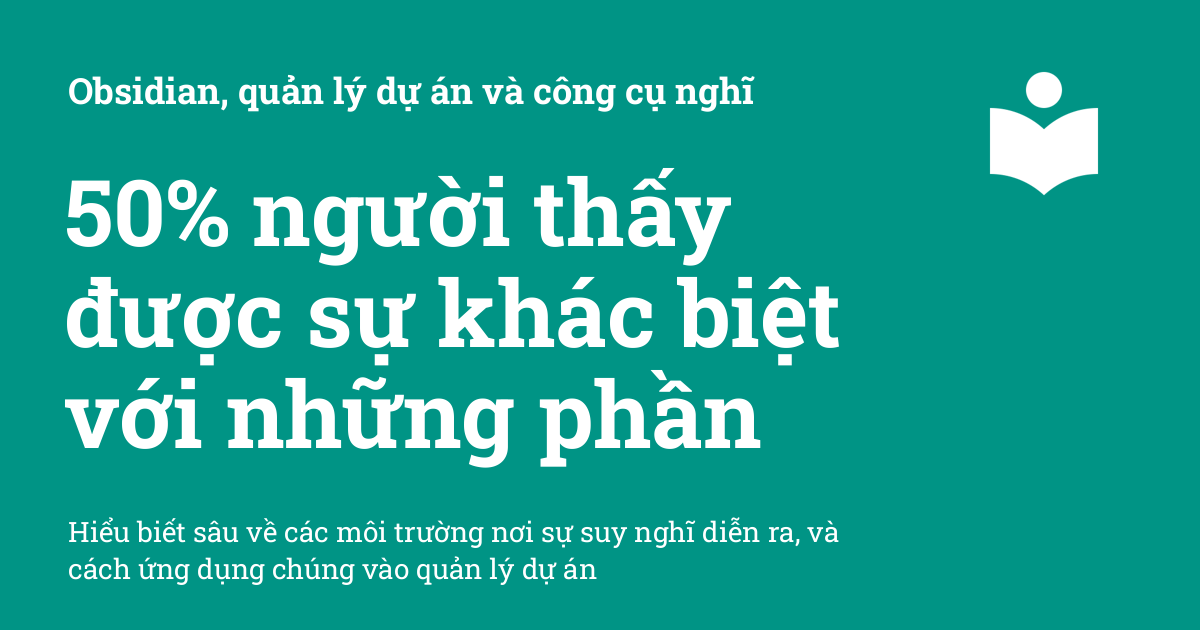 Obsidian, quản lý dự án và công cụ nghĩ
50% người thấy
được sự khác biệt
với những phần
Hiểu biết sâu về các môi trường nơi sự suy nghĩ diễn ra, và
cách ứng dụng chúng vào quản lý dự án